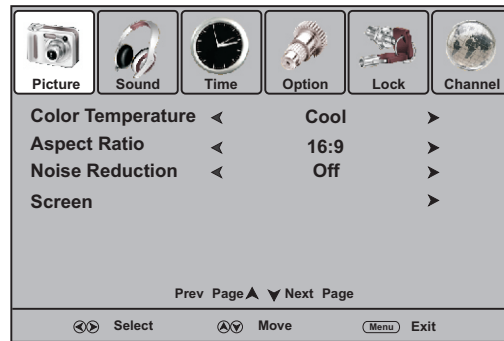 Picture Sound Time Option Lock Channel
Color Temperature Cool
Aspect Ratio 16:9
Noise Reduction Off
Screen
Prev Page Next Page
Select Move Menu Exit